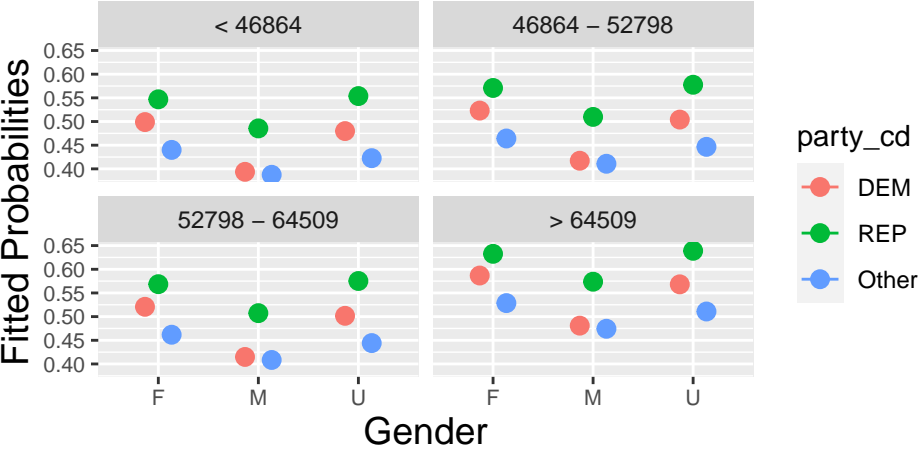 < 46864
46864 − 52798
0.65
0.60
0.55
0.50
0.45
0.40
52798 − 64509
> 64509
0.65
0.60
0.55
0.50
0.45
0.40
F
M
U
F
M
U
Gender
Fitted Probabilities
party_cd
DEM
REP
Other